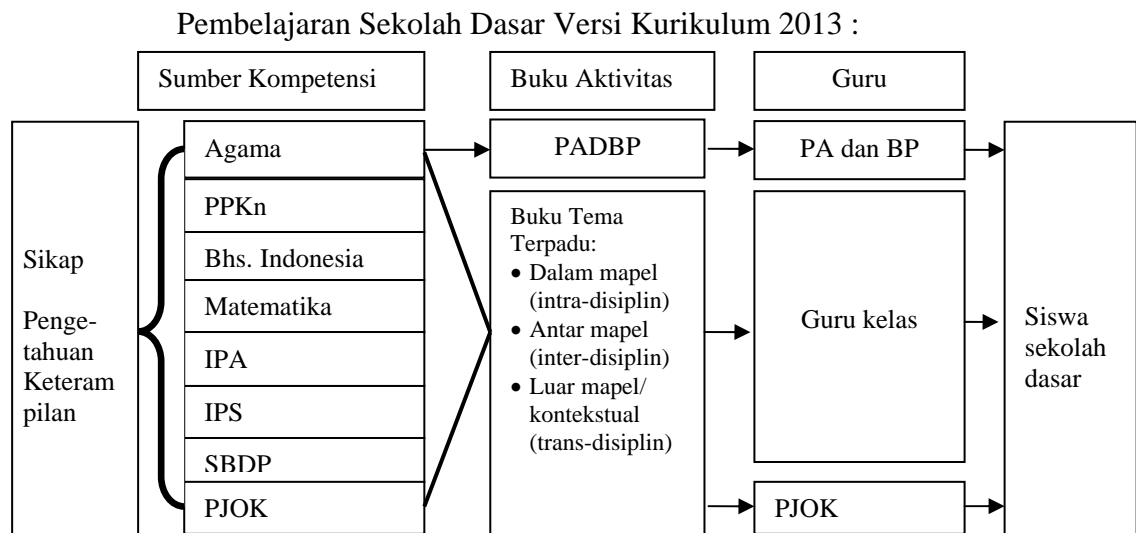 Pembelajaran Sekolah Dasar Versi Kurikulum 2013 :
Sumber Kompetensi
Buku Aktivitas
Guru
Sikap
Penge-
tahuan
Keteram
pilan
Agama
PPKn
Bhs. Indonesia
Matematika
IPA
IPS
SBDP
PJOK
PADBP
Buku Tema
Terpadu:
• Dalam mapel
(intra-disiplin)
• Antar mapel
(inter-disiplin)
• Luar mapel/
kontekstual
(trans-disiplin)
PA dan BP
Guru kelas
PJOK
Siswa
sekolah
dasar